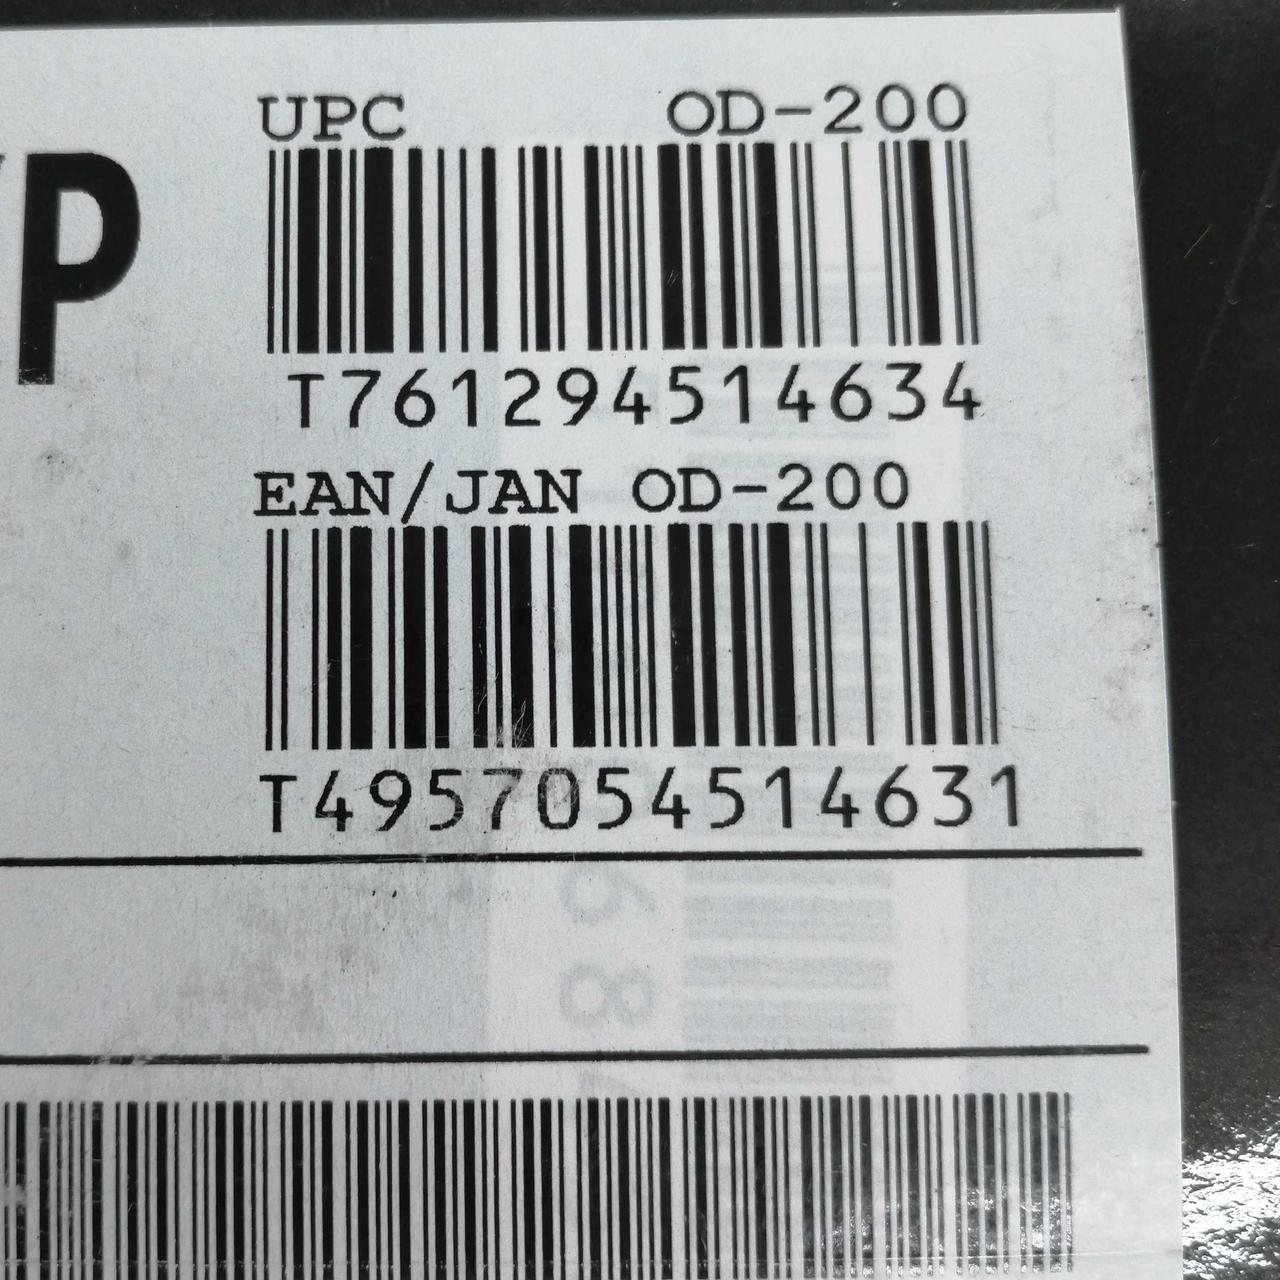 UPC OD-200
P
T761294514634
EAN/JAN OD-200
T4957054514631